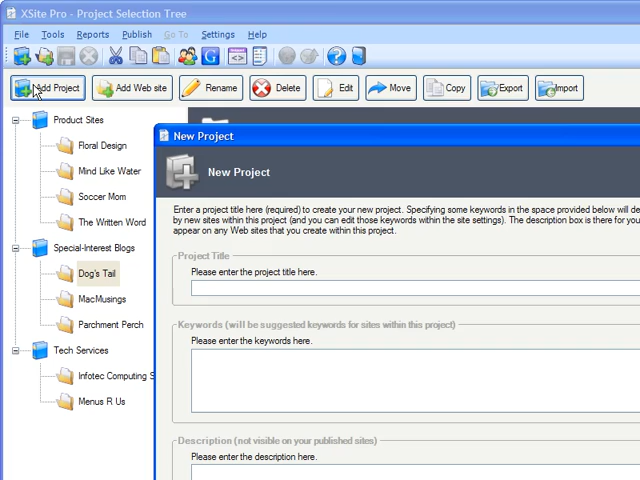 XSite Pro - Project Selection Tree
File Tools Reports Publish Settings Help
Add Project Add Web site Rename Delete Edit Move Copy Export Import
Product Sites
Floral Design
Mind Like Water
Soccer Mom
The Written Word
Special-Interest Blogs
Dog's Tail
MacMusings
Parchment Perch
Tech Services
Infotec Computing S
Menus R Us
New Project
New Project
Enter a project title here (required) to create your new project. Specifying some keywords in the space provided below will de
by new sites within this project (and you can edit those keywords within the site settings). The description box is there for you
appear on any Web sites that you create within this project.
Project Title
Please enter the project title here.
Keywords (will be suggested keywords for sites within this project)
Please enter the keywords here.
Description (not visible on your published sites)
Please enter the description here.